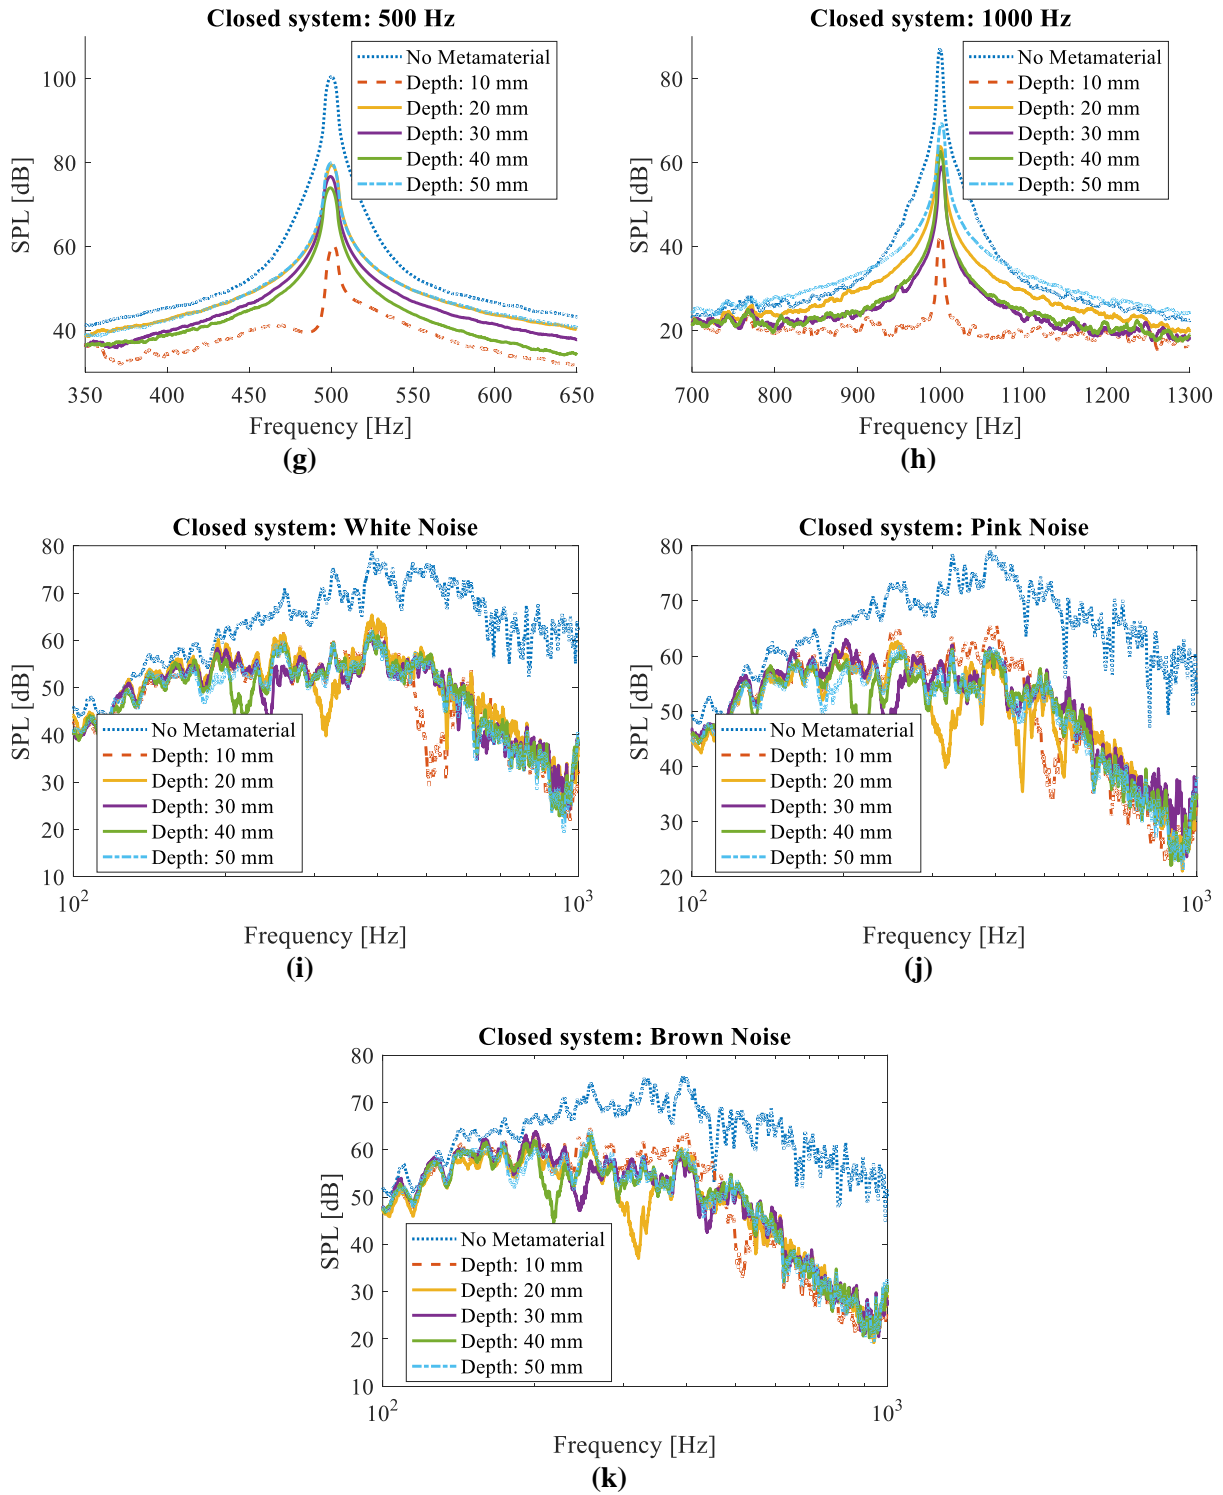 Closed system: 500 Hz
SPL [dB]
100
80
60
40
350 400 450 500 550 600 650
Frequency [Hz]
No Metamaterial
Depth: 10 mm
Depth: 20 mm
Depth: 30 mm
Depth: 40 mm
Depth: 50 mm
(g)
Closed system: 1000 Hz
SPL [dB]
80
60
40
20
700 800 900 1000 1100 1200 1300
Frequency [Hz]
No Metamaterial
Depth: 10 mm
Depth: 20 mm
Depth: 30 mm
Depth: 40 mm
Depth: 50 mm
(h)
Closed system: White Noise
SPL [dB]
80
70
60
50
40
30
20
10
10² 10³
Frequency [Hz]
No Metamaterial
Depth: 10 mm
Depth: 20 mm
Depth: 30 mm
Depth: 40 mm
Depth: 50 mm
(i)
Closed system: Pink Noise
SPL [dB]
80
70
60
50
40
30
20
10² 10³
Frequency [Hz]
No Metamaterial
Depth: 10 mm
Depth: 20 mm
Depth: 30 mm
Depth: 40 mm
Depth: 50 mm
(j)
Closed system: Brown Noise
SPL [dB]
80
70
60
50
40
30
20
10
10² 10³
Frequency [Hz]
No Metamaterial
Depth: 10 mm
Depth: 20 mm
Depth: 30 mm
Depth: 40 mm
Depth: 50 mm
(k)